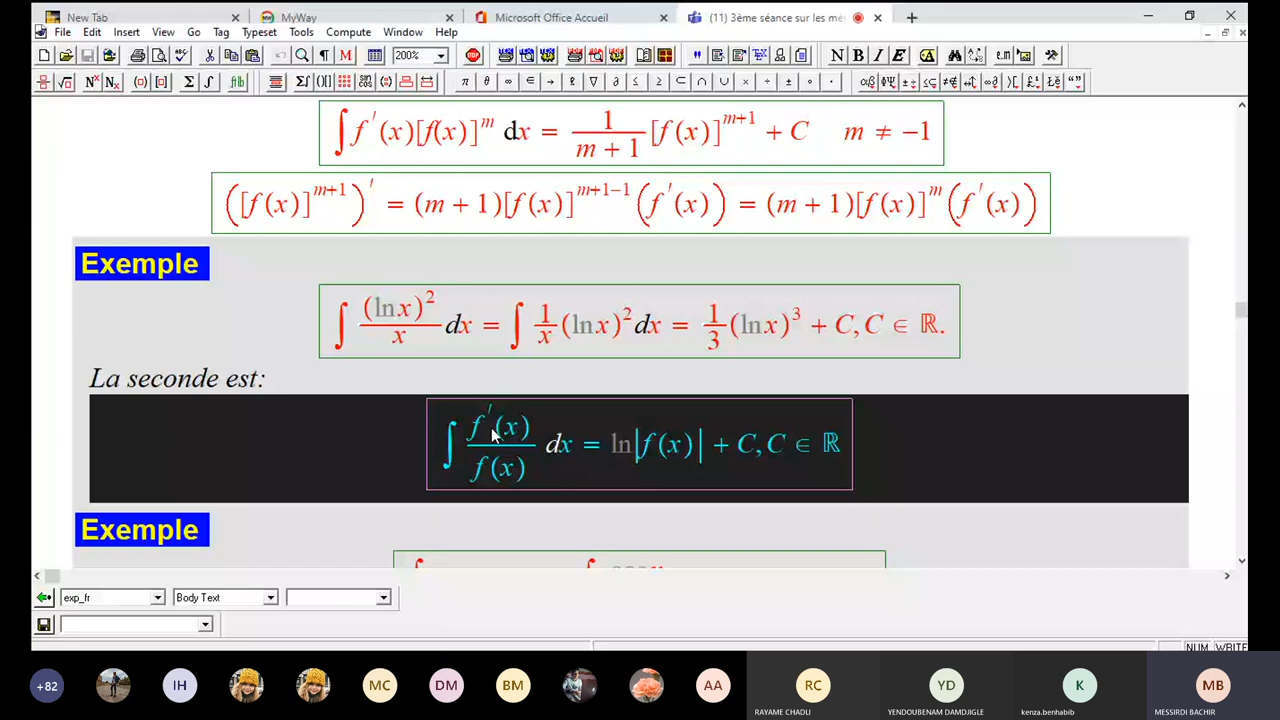 New Tab
MyWay
Microsoft Office Accueil
(11) 3ème séance sur les mé
File Edit Insert View Go Tag Typeset Tools Compute Window Help
200%
∫ f′(x)[f(x)]^m dx = 1/(m+1) [f(x)]^{m+1} + C m ≠ −1
([f(x)]^{m+1})′ = (m + 1)[f(x)]^{m+1−1}(f′(x)) = (m + 1)[f(x)]^m(f′(x))
Exemple
∫ (ln x)²/x dx = ∫ 1/x (ln x)² dx = 1/3 (ln x)³ + C, C ∈ ℝ.
La seconde est:
∫ f′(x)/f(x) dx = ln|f(x)| + C, C ∈ ℝ
Exemple
exp_fr
Body Text
NUM WRITE
+82 IH MC DM BM AA RC YD K MB
RAYAME CHADLI YENDOUBENAM DAMDJIGLE kenza.benhabib MESSIRDI BACHIR